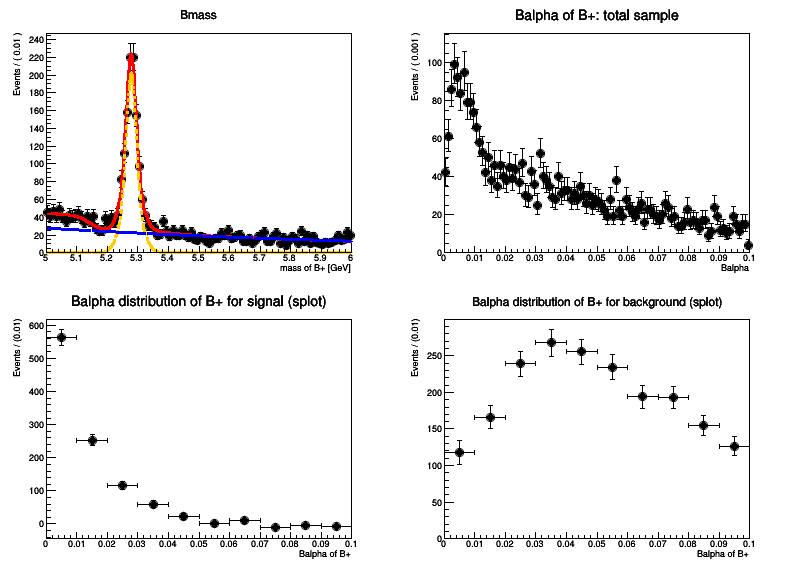 Bmass
Events / ( 0.01 )
240
220
200
180
160
140
120
100
80
60
40
20
0
5 5.1 5.2 5.3 5.4 5.5 5.6 5.7 5.8 5.9 6
mass of B+ [GeV]
Balpha of B+: total sample
Events / ( 0.001 )
100
80
60
40
20
0
0 0.01 0.02 0.03 0.04 0.05 0.06 0.07 0.08 0.09 0.1
Balpha
Balpha distribution of B+ for signal (splot)
Events / (0.01)
600
500
400
300
200
100
0
0 0.01 0.02 0.03 0.04 0.05 0.06 0.07 0.08 0.09 0.1
Balpha of B+
Balpha distribution of B+ for background (splot)
Events / (0.01)
250
200
150
100
50
0
0 0.01 0.02 0.03 0.04 0.05 0.06 0.07 0.08 0.09 0.1
Balpha of B+